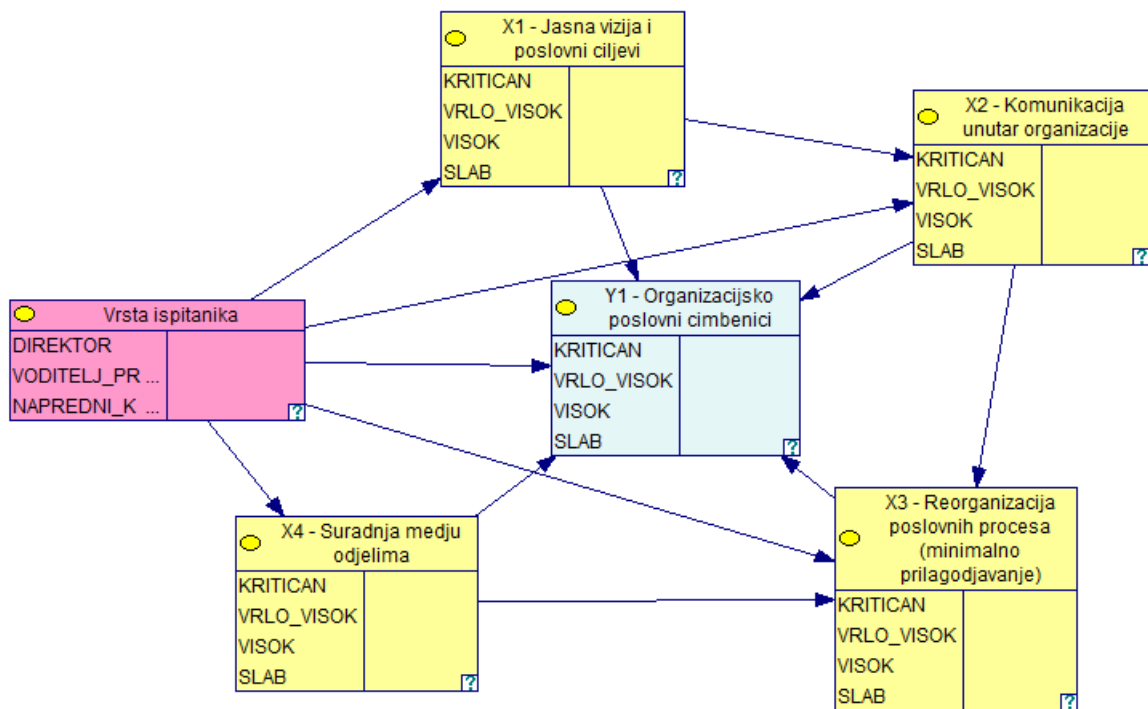 X1 - Jasna vizija i
poslovni ciljevi
KRITICAN
VRLO_VISOK
VISOK
SLAB
?
X2 - Komunikacija
unutar organizacije
KRITICAN
VRLO_VISOK
VISOK
SLAB
?
Vrsta ispitanika
DIREKTOR
VODITELJ_PR ...
NAPREDNI_K ...
?
Y1 - Organizacijsko
poslovni cimbenici
KRITICAN
VRLO_VISOK
VISOK
SLAB
?
X4 - Suradnja medju
odjelima
KRITICAN
VRLO_VISOK
VISOK
SLAB
?
X3 - Reorganizacija
poslovnih procesa
(minimalno
prilagodjavanje)
KRITICAN
VRLO_VISOK
VISOK
SLAB